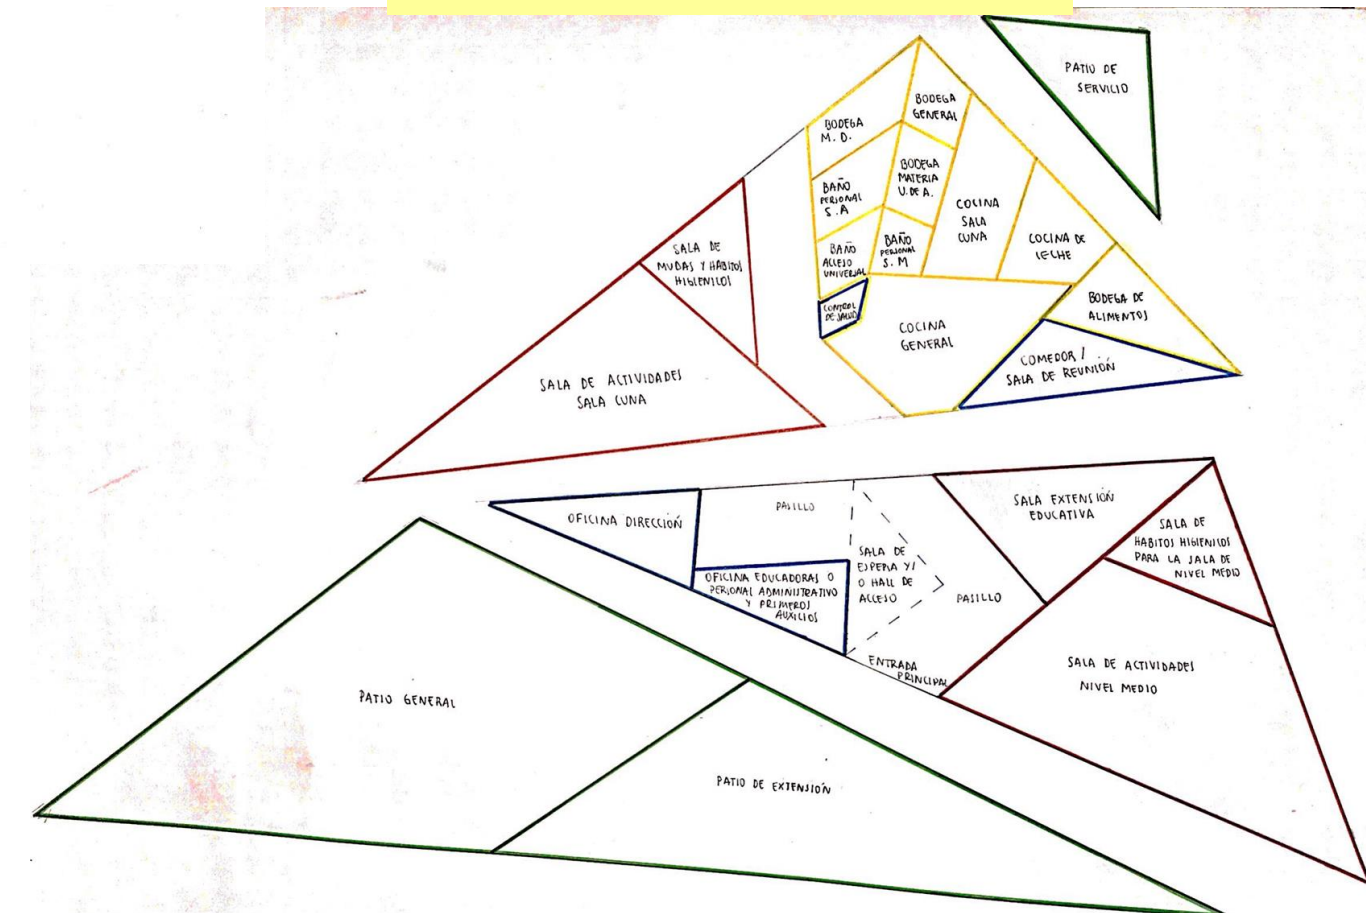 PATIO DE
SERVICIO
BODEGA
GENERAL
BODEGA
M. D.
BODEGA
MATERIA
U. DE A.
BAÑO
PERSONAL
S. A
COCINA
SALA
CUNA
COCINA DE
LECHE
BAÑO
ACCESO
UNIVERSAL
BAÑO
PERSONAL
S. M
SALA DE
MUDAS Y HABITOS
HIGIENICOS
CONTROL
DE SALUD
BODEGA DE
ALIMENTOS
COCINA
GENERAL
COMEDOR /
SALA DE REUNIÓN
SALA DE ACTIVIDADES
SALA CUNA
OFICINA DIRECCIÓN
PASILLO
SALA EXTENSIÓN
EDUCATIVA
SALA DE
HABITOS HIGIENICOS
PARA LA SALA DE
NIVEL MEDIO
SALA DE
ESPERA Y/
O HALL DE
ACCESO
OFICINA EDUCADORAS O
PERSONAL ADMINISTRATIVO
Y PRIMEROS
AUXILIOS
PASILLO
ENTRADA
PRINCIPAL
SALA DE ACTIVIDADES
NIVEL MEDIO
PATIO GENERAL
PATIO DE EXTENSIÓN